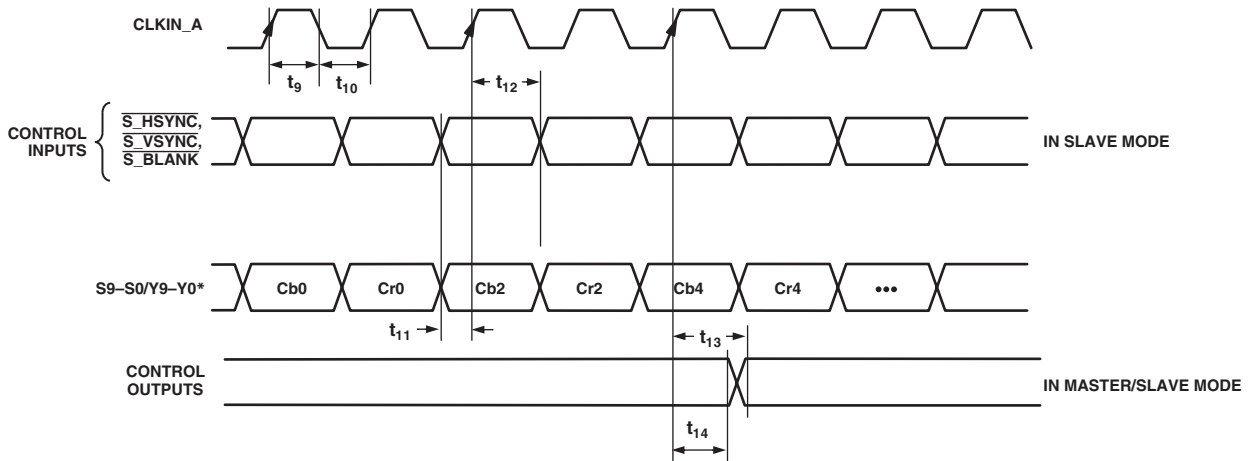 CLKIN_A
t9
t10
t12
CONTROL
INPUTS
S_HSYNC,
S_VSYNC,
S_BLANK
IN SLAVE MODE
S9–S0/Y9–Y0*
Cb0
Cr0
Cb2
Cr2
Cb4
Cr4
•••
t11
t13
CONTROL
OUTPUTS
IN MASTER/SLAVE MODE
t14